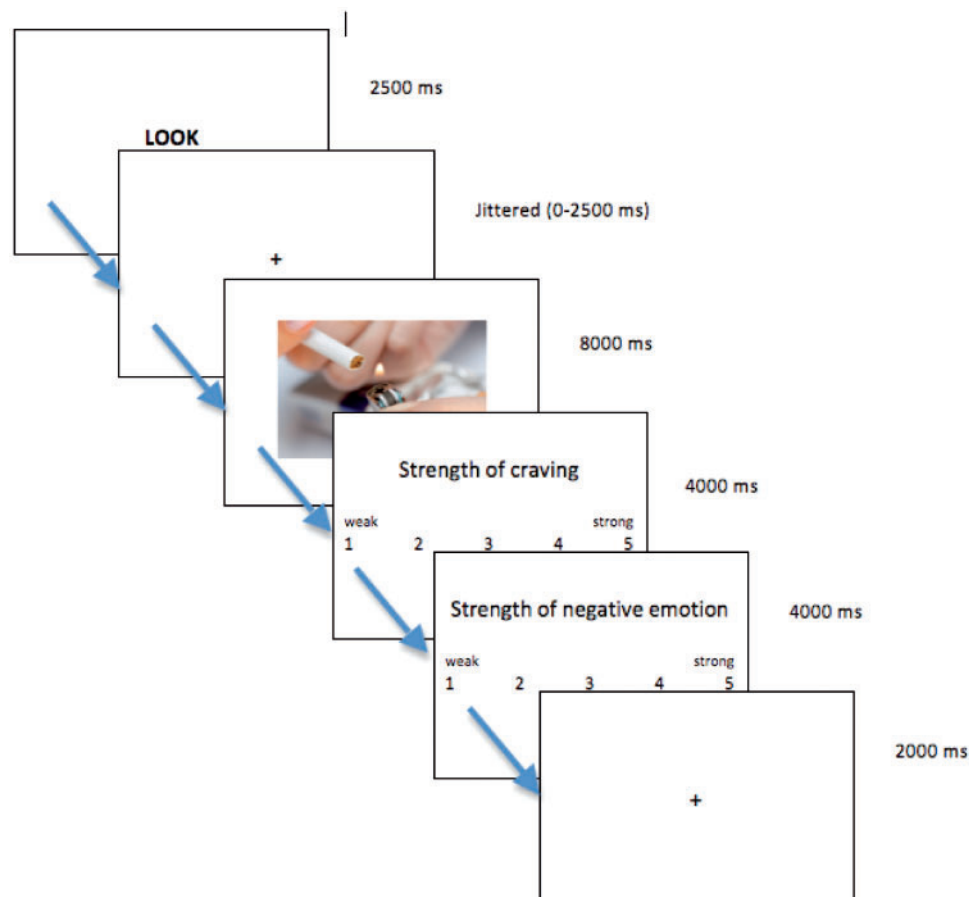 2500 ms
LOOK
Jittered (0-2500 ms)
+
8000 ms
Strength of craving
4000 ms
weak strong
1 2 3 4 5
Strength of negative emotion
4000 ms
weak strong
1 2 3 4 5
2000 ms
+